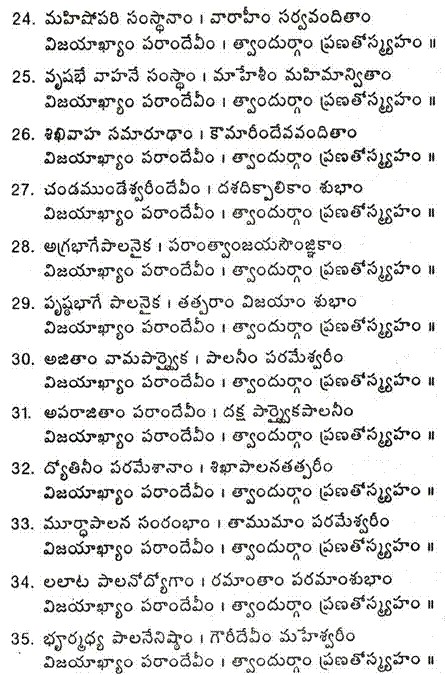 24. మహిషోపరి సంస్థానాం । వారాహీం సర్వవందితాం
విజయాఖ్యాం పరాందేవీం । త్వాందుర్గాం ప్రణతోస్మ్యహం ॥
25. వృషభే వాహనే సంస్థాం । మాహేశీం మహిమాన్వితాం
విజయాఖ్యాం పరాందేవీం । త్వాందుర్గాం ప్రణతోస్మ్యహం ॥
26. శిఖివాహ సమారూఢాం । కౌమారీందేవవందితాం
విజయాఖ్యాం పరాందేవీం । త్వాందుర్గాం ప్రణతోస్మ్యహం ॥
27. చండముండేశ్వరీందేవీం । దశదిక్పాలికాం శుభాం
విజయాఖ్యాం పరాందేవీం । త్వాందుర్గాం ప్రణతోస్మ్యహం ॥
28. అగ్రభాగేపాలనైక । పరాంత్వాంజయసాంజ్ఞికాం
విజయాఖ్యాం పరాందేవీం । త్వాందుర్గాం ప్రణతోస్మ్యహం ॥
29. పృష్ఠభాగే పాలనైక । తత్పరాం విజయాం శుభాం
విజయాఖ్యాం పరాందేవీం । త్వాందుర్గాం ప్రణతోస్మ్యహం ॥
30. అజితాం వామపార్శ్వైక । పాలనీం పరమేశ్వరీం
విజయాఖ్యాం పరాందేవీం । త్వాందుర్గాం ప్రణతోస్మ్యహం ॥
31. అపరాజితాం పరాందేవీం । దక్ష పార్శ్వైకపాలనీం
విజయాఖ్యాం పరాందేవీం । త్వాందుర్గాం ప్రణతోస్మ్యహం ॥
32. ద్యోతినీం పరమేశానాం । శిఖాపాలనతత్పరీం
విజయాఖ్యాం పరాందేవీం । త్వాందుర్గాం ప్రణతోస్మ్యహం ॥
33. మూర్ధాపాలన సంరంభాం । తాముమాం పరమేశ్వరీం
విజయాఖ్యాం పరాందేవీం । త్వాందుర్గాం ప్రణతోస్మ్యహం ॥
34. లలాట పాలనోద్యోగాం । రమాంతాం పరమాంశుభాం
విజయాఖ్యాం పరాందేవీం । త్వాందుర్గాం ప్రణతోస్మ్యహం ॥
35. భ్రూర్మధ్య పాలనేనిష్ఠాం । గౌరీదేవీం మహేశ్వరీం
విజయాఖ్యాం పరాందేవీం । త్వాందుర్గాం ప్రణతోస్మ్యహం ॥